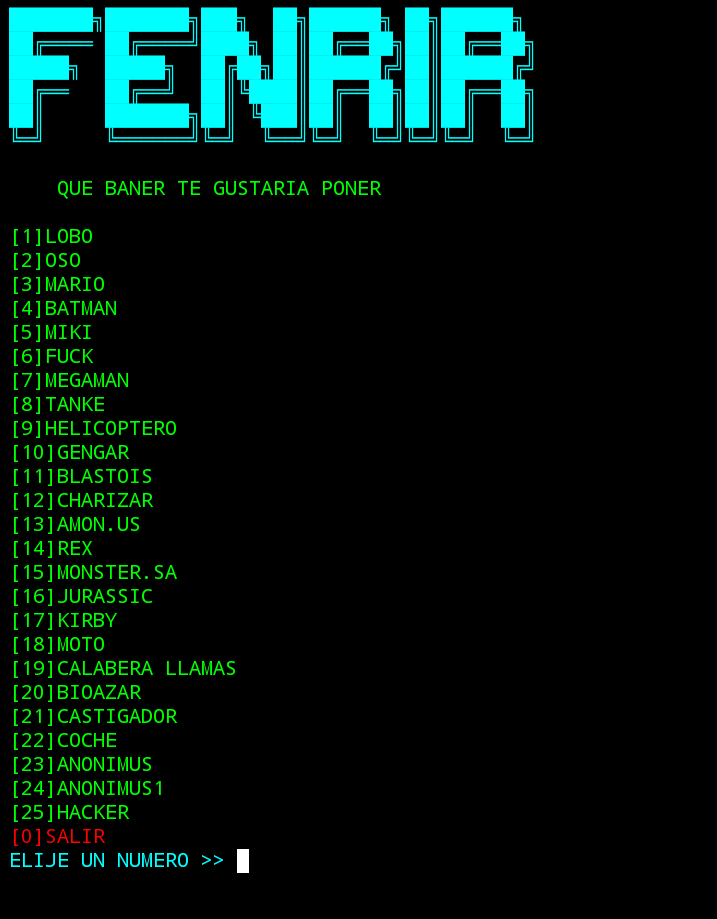 FENRIR
QUE BANER TE GUSTARIA PONER
[1]LOBO
[2]OSO
[3]MARIO
[4]BATMAN
[5]MIKI
[6]FUCK
[7]MEGAMAN
[8]TANKE
[9]HELICOPTERO
[10]GENGAR
[11]BLASTOIS
[12]CHARIZAR
[13]AMON.US
[14]REX
[15]MONSTER.SA
[16]JURASSIC
[17]KIRBY
[18]MOTO
[19]CALABERA LLAMAS
[20]BIOAZAR
[21]CASTIGADOR
[22]COCHE
[23]ANONIMUS
[24]ANONIMUS1
[25]HACKER
[0]SALIR
ELIJE UN NUMERO >>